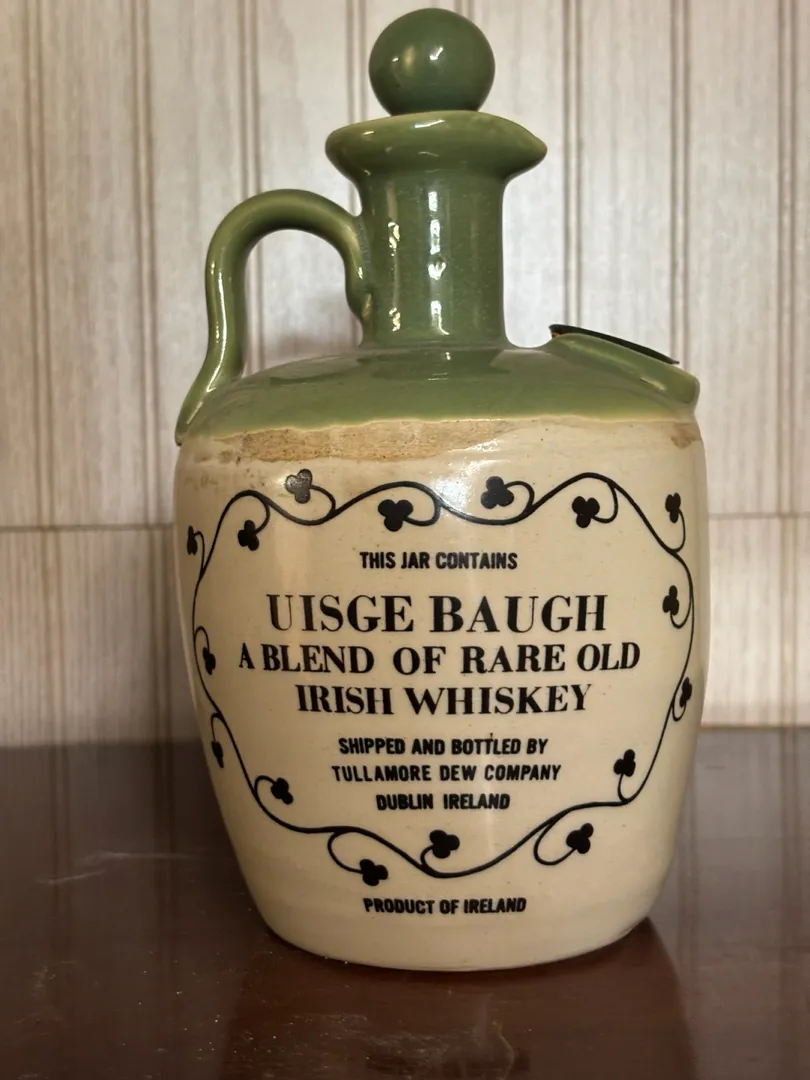 THIS JAR CONTAINS
UISGE BAUGH
A BLEND OF RARE OLD
IRISH WHISKEY
SHIPPED AND BOTTLED BY
TULLAMORE DEW COMPANY
DUBLIN IRELAND
PRODUCT OF IRELAND